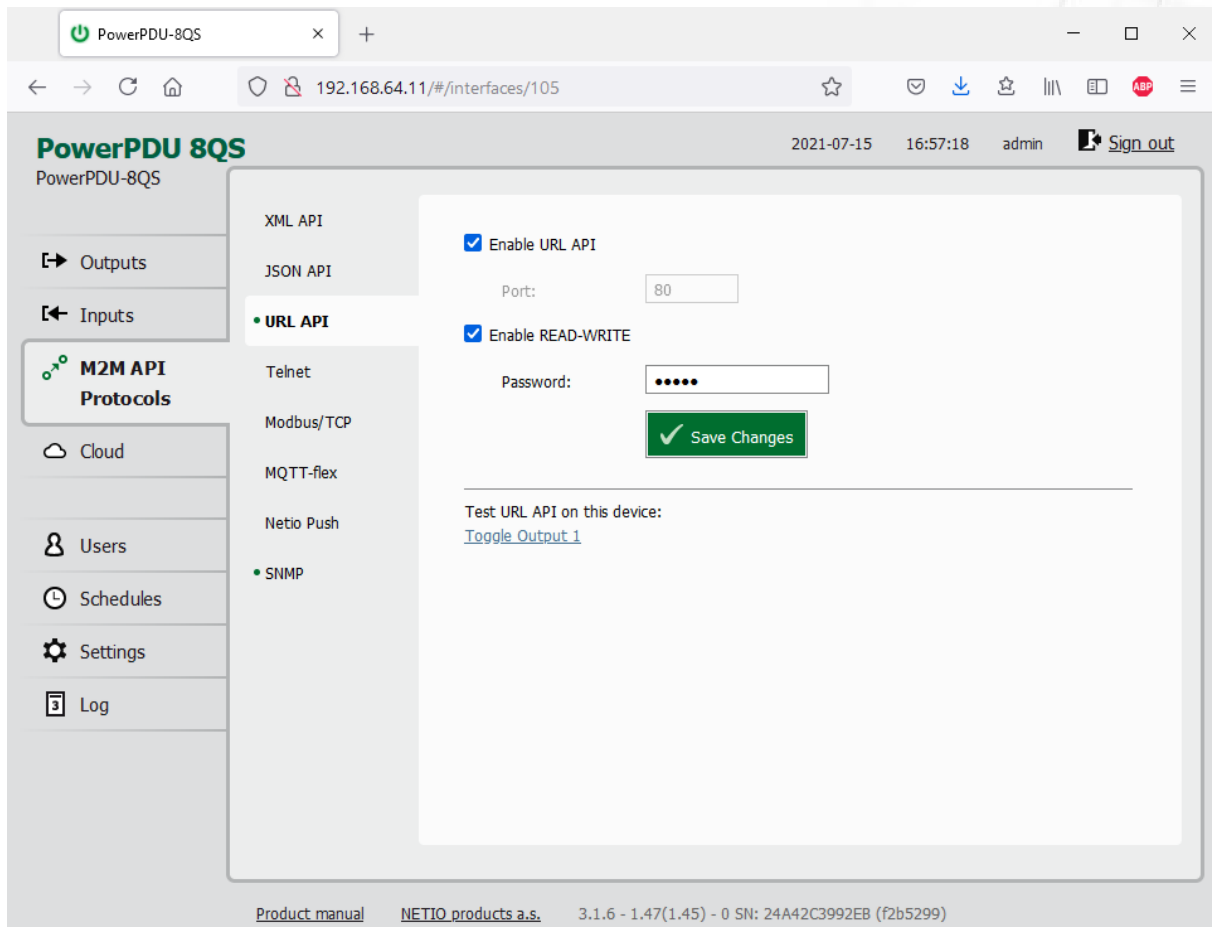 PowerPDU-8QS
192.168.64.11/#/interfaces/105
ABP
PowerPDU 8QS
PowerPDU-8QS
2021-07-15 16:57:18 admin Sign out
Outputs
Inputs
M2M API
Protocols
Cloud
Users
Schedules
Settings
3
Log
XML API
JSON API
URL API
Telnet
Modbus/TCP
MQTT-flex
Netio Push
SNMP
Enable URL API
Port: 80
Enable READ-WRITE
Password: •••••
Save Changes
Test URL API on this device:
Toggle Output 1
Product manual NETIO products a.s. 3.1.6 - 1.47(1.45) - 0 SN: 24A42C3992EB (f2b5299)